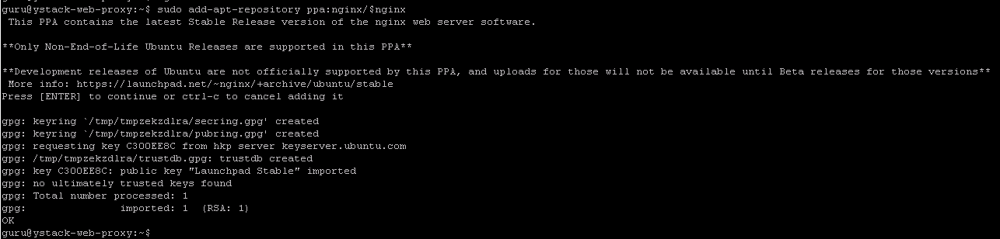 guru@ystack-web-proxy:~$ sudo add-apt-repository ppa:nginx/$nginx
 This PPA contains the latest Stable Release version of the nginx web server software.
**Only Non-End-of-Life Ubuntu Releases are supported in this PPA**
**Development releases of Ubuntu are not officially supported by this PPA, and uploads for those will not be available until Beta releases for those versions**
 More info: https://launchpad.net/~nginx/+archive/ubuntu/stable
Press [ENTER] to continue or ctrl-c to cancel adding it
gpg: keyring `/tmp/tmpzekzdlra/secring.gpg' created
gpg: keyring `/tmp/tmpzekzdlra/pubring.gpg' created
gpg: requesting key C300EE8C from hkp server keyserver.ubuntu.com
gpg: /tmp/tmpzekzdlra/trustdb.gpg: trustdb created
gpg: key C300EE8C: public key "Launchpad Stable" imported
gpg: no ultimately trusted keys found
gpg: Total number processed: 1
gpg:               imported: 1  (RSA: 1)
OK
guru@ystack-web-proxy:~$